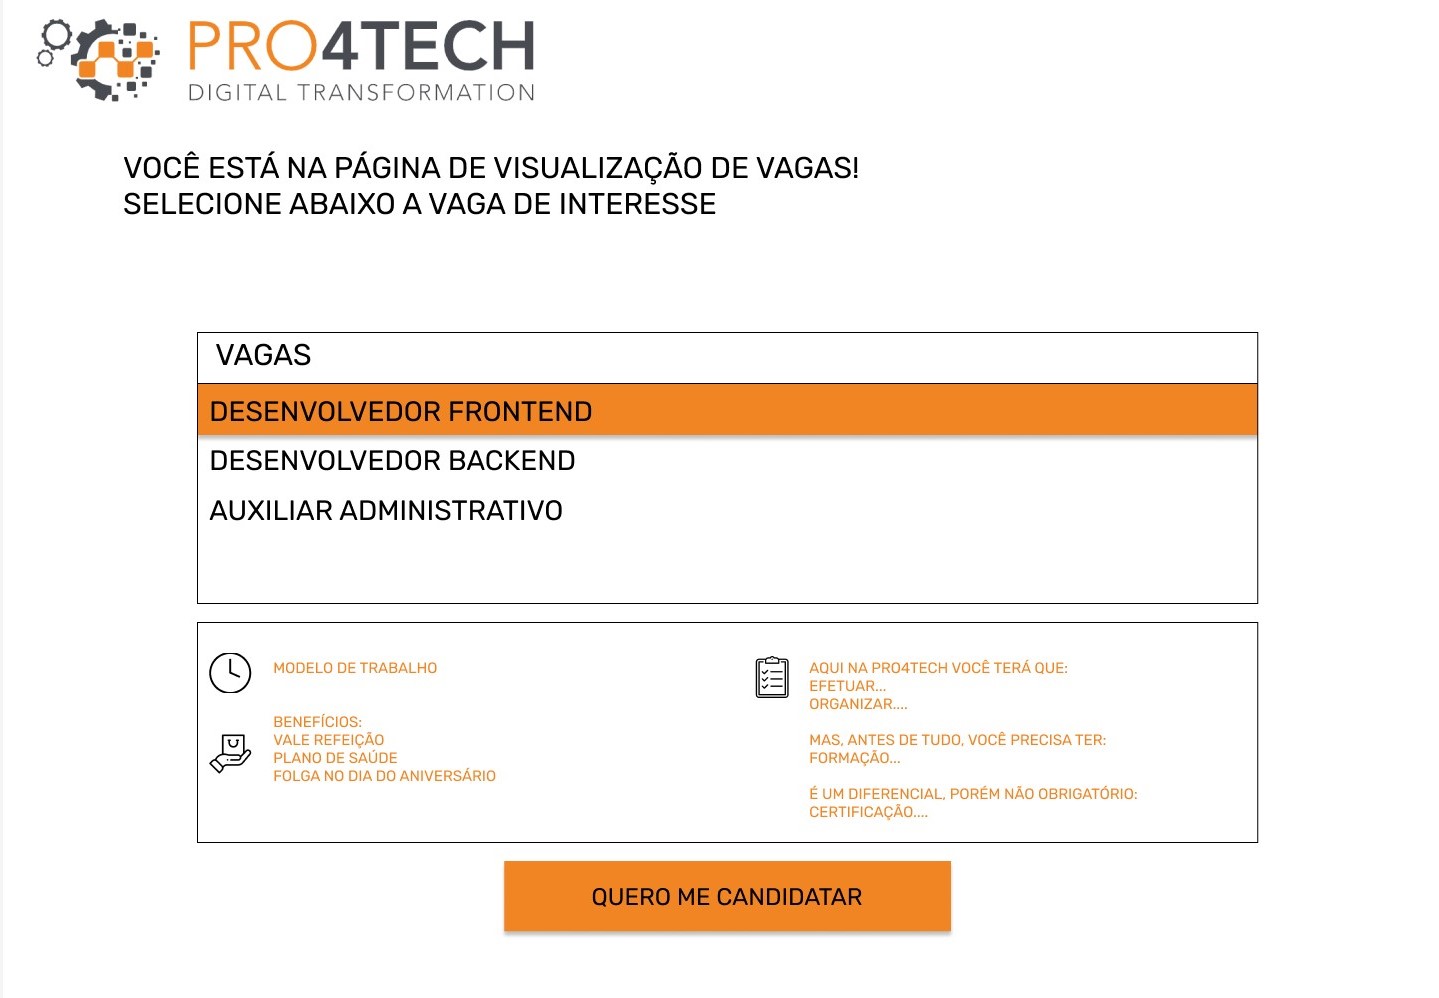 PRO4TECH
DIGITAL TRANSFORMATION
VOCÊ ESTÁ NA PÁGINA DE VISUALIZAÇÃO DE VAGAS!
SELECIONE ABAIXO A VAGA DE INTERESSE
VAGAS
DESENVOLVEDOR FRONTEND
DESENVOLVEDOR BACKEND
AUXILIAR ADMINISTRATIVO
MODELO DE TRABALHO
BENEFÍCIOS:
VALE REFEIÇÃO
PLANO DE SAÚDE
FOLGA NO DIA DO ANIVERSÁRIO
AQUI NA PRO4TECH VOCÊ TERÁ QUE:
EFETUAR...
ORGANIZAR....
MAS, ANTES DE TUDO, VOCÊ PRECISA TER:
FORMAÇÃO...
É UM DIFERENCIAL, PORÉM NÃO OBRIGATÓRIO:
CERTIFICAÇÃO....
QUERO ME CANDIDATAR